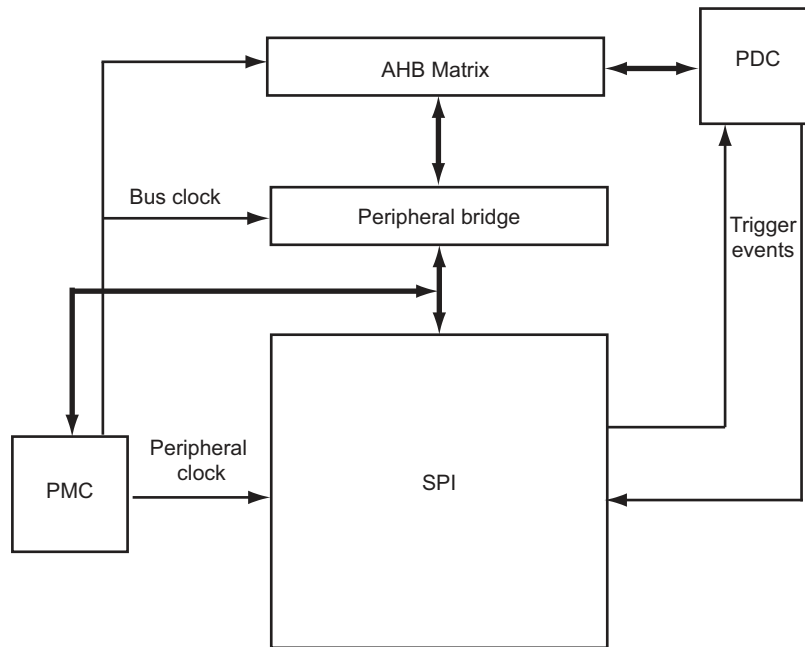 AHB Matrix
PDC
Bus clock
Peripheral bridge
Trigger
events
Peripheral
clock
PMC
SPI